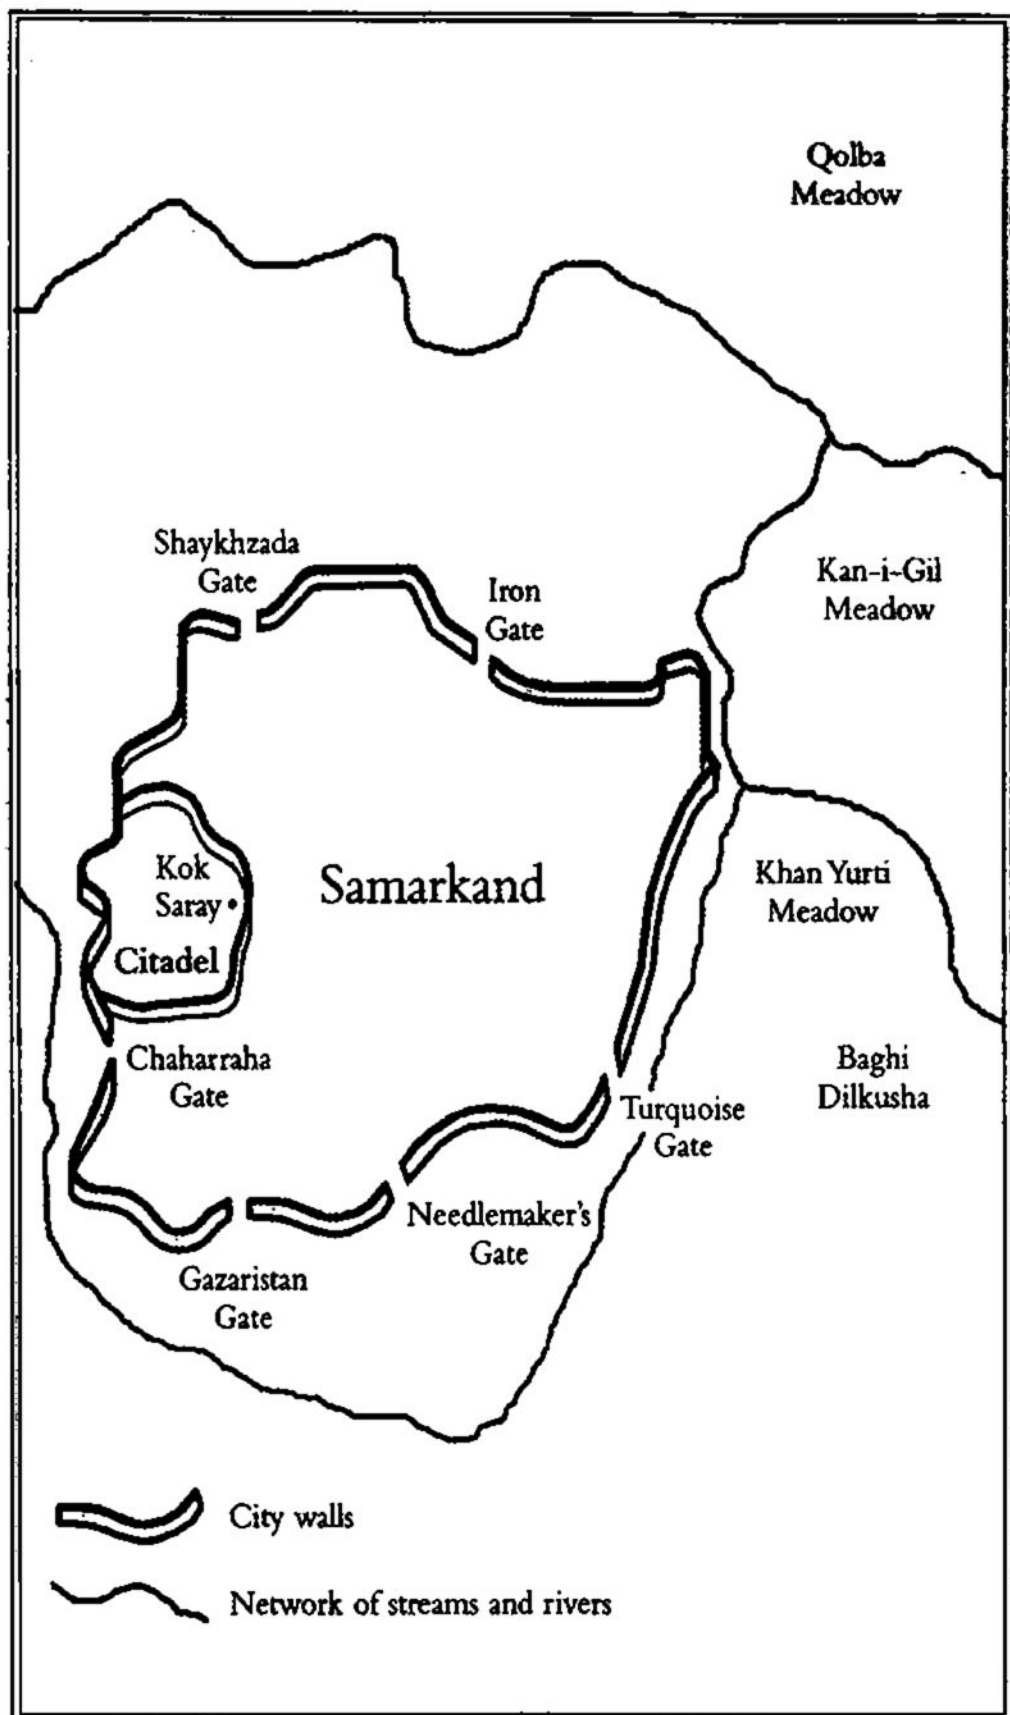 Qolba
Meadow
Shaykhzada
Gate
Iron
Gate
Kan-i-Gil
Meadow
Kok
Saray
Samarkand
Khan Yurti
Meadow
Citadel
Chaharraha
Gate
Baghi
Dilkusha
Turquoise
Gate
Needlemaker's
Gate
Gazaristan
Gate
City walls
Network of streams and rivers